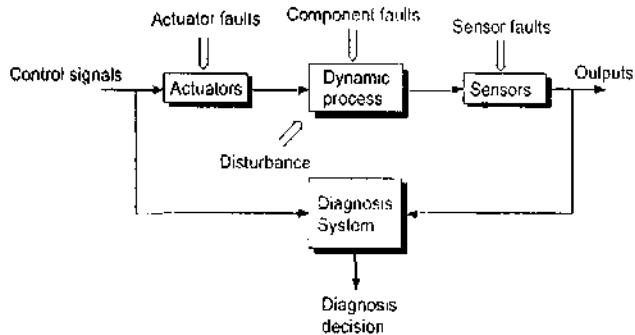 Actuator faults
Component faults
Sensor faults
Control signals
Actuators
Dynamic
process
Sensors
Outputs
Disturbance
Diagnosis
System
Diagnosis
decision